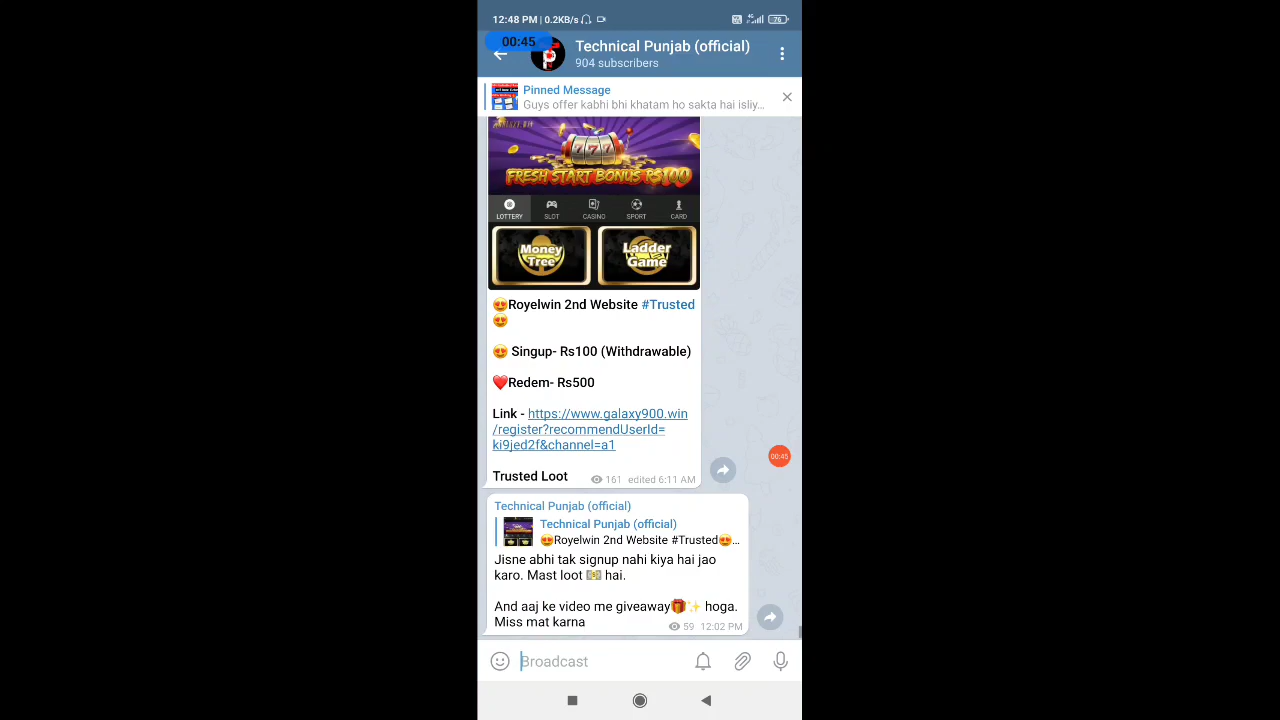 12:48 PM | 0.2KB/s
4G
76
00:45
Technical Punjab (official)
904 subscribers
Pinned Message
Guys offer kabhi bhi khatam ho sakta hai isliy...
777
FRESH START BONUS RS100
LOTTERY SLOT CASINO SPORT CARD
Money Ladder
Tree Game
😍Royelwin 2nd Website #Trusted
😍
😍 Singup- Rs100 (Withdrawable)
❤️Redem- Rs500
Link - https://www.galaxy900.win
/register?recommendUserId=
ki9jed2f&channel=a1
00:45
Trusted Loot 161 edited 6:11 AM
Technical Punjab (official)
Technical Punjab (official)
😍Royelwin 2nd Website #Trusted😍...
Jisne abhi tak signup nahi kiya hai jao
karo. Mast loot 💵 hai.
And aaj ke video me giveaway🎁✨ hoga.
Miss mat karna 59 12:02 PM
Broadcast